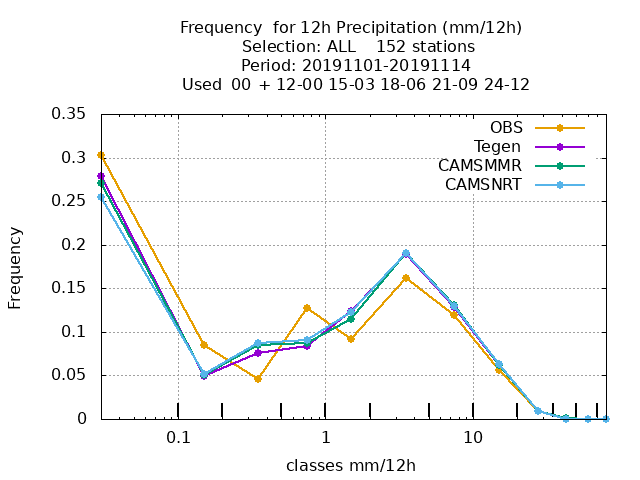 Frequency  for 12h Precipitation (mm/12h)
Selection: ALL    152 stations
Period: 20191101-20191114
Used  00 + 12-00 15-03 18-06 21-09 24-12
OBS
Tegen
CAMSMMR
CAMSNRT
0.35
0.3
0.25
0.2
0.15
0.1
0.05
0
Frequency
0.1 1 10
classes mm/12h